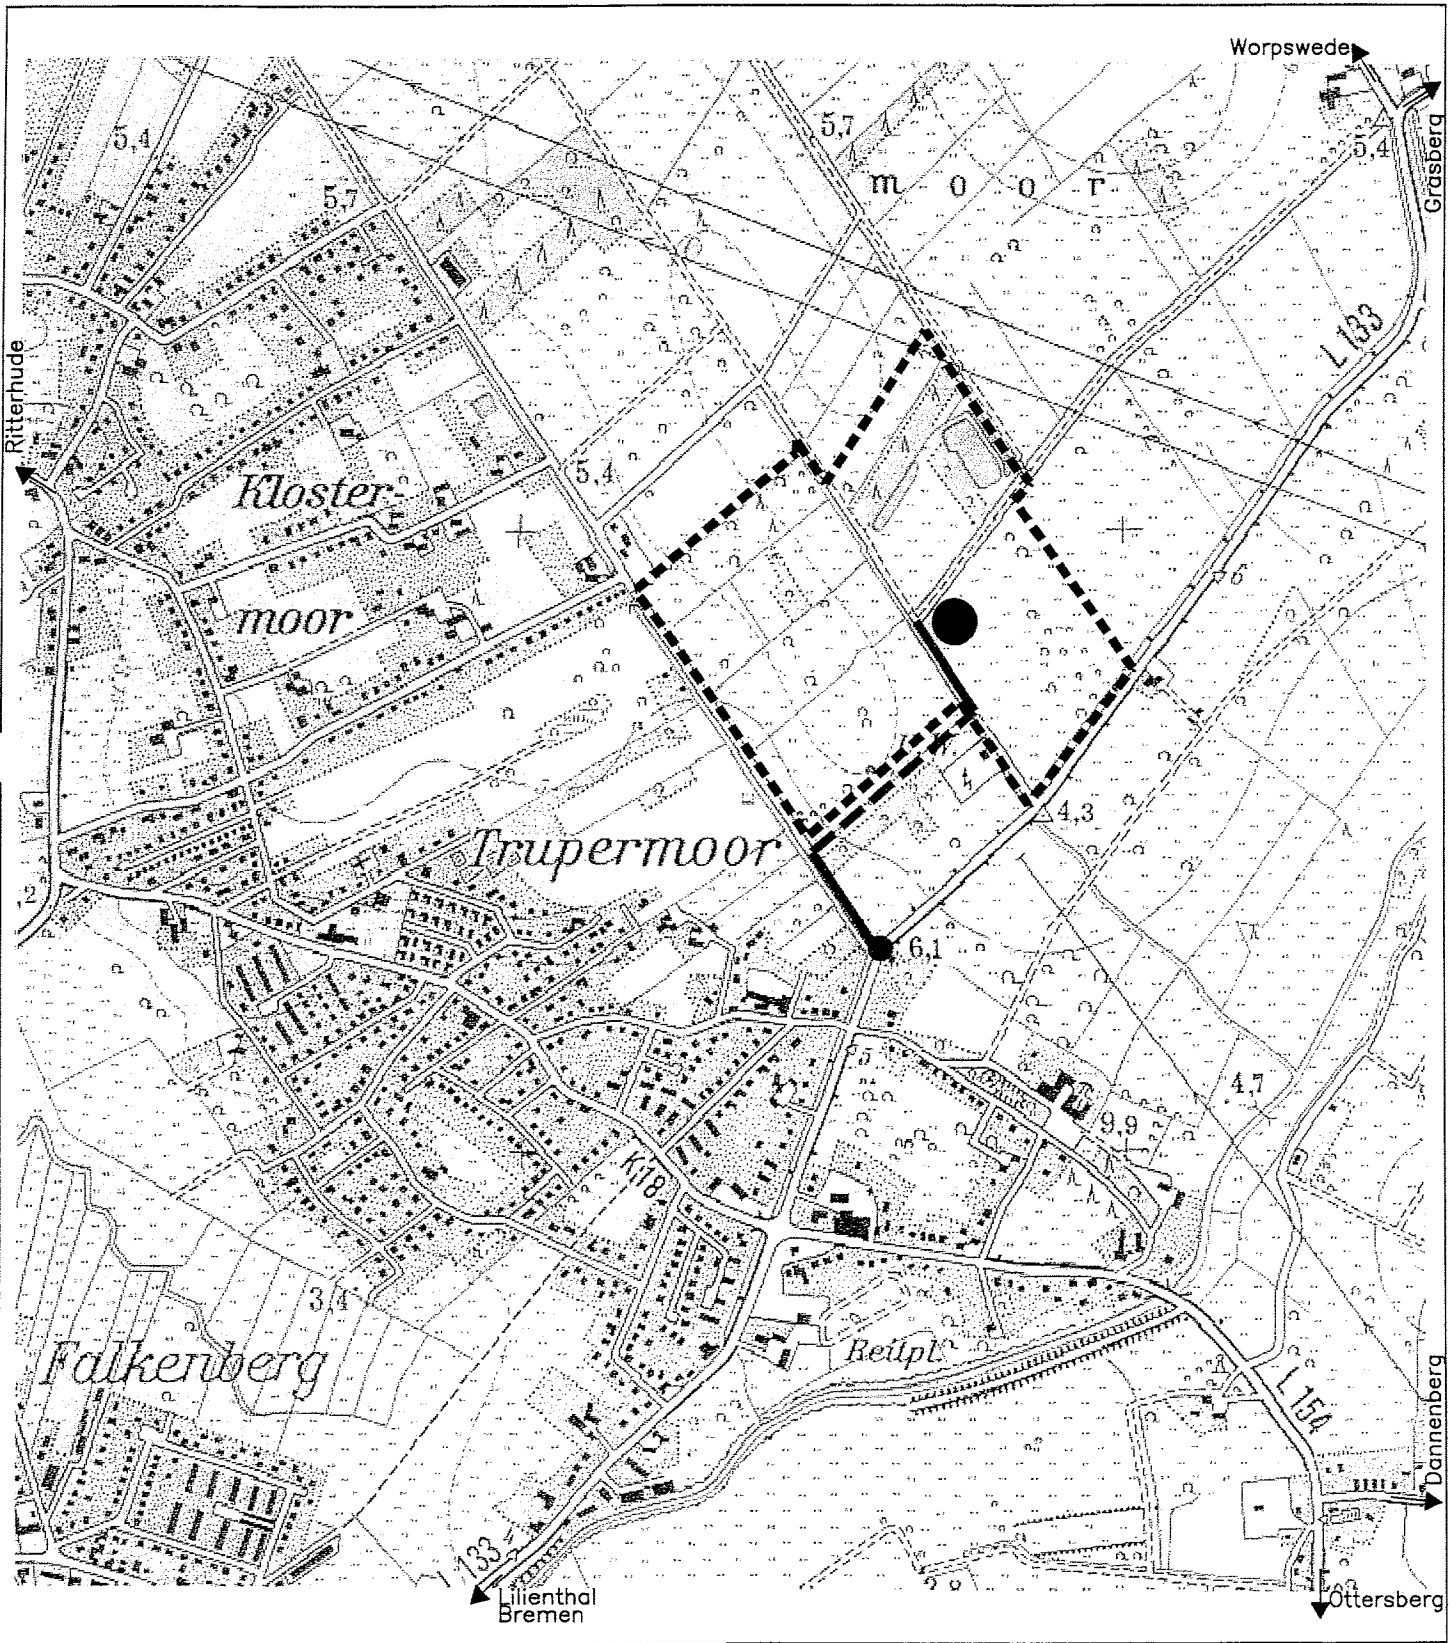 Worpswede
Grasberg
5,4
5,7
5,4
m o o r
5,7
L 133
Ritterhude
5,4
Kloster-
moor
6
4,3
Trupermoor
,2
6,1
5
4,7
9,9
K 18
3,4
Reitpl.
Falkenberg
L 154
Dannenberg
133
Lilienthal
Bremen
2,8
Ottersberg